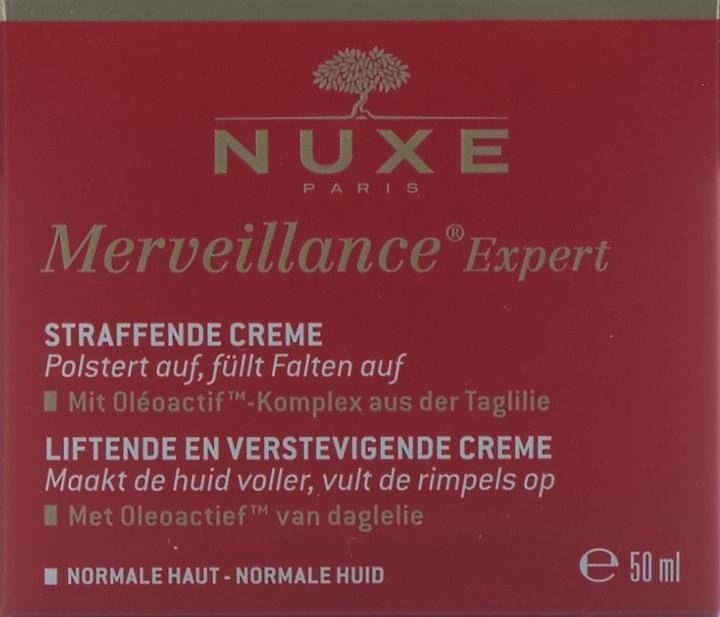 NUXE
PARIS
Merveillance® Expert
STRAFFENDE CREME
Polstert auf, füllt Falten auf
Mit Oléoactif™-Komplex aus der Taglilie
LIFTENDE EN VERSTEVIGENDE CREME
Maakt de huid voller, vult de rimpels op
Met Oleoactief™ van daglelie
NORMALE HAUT - NORMALE HUID
℮ 50 ml